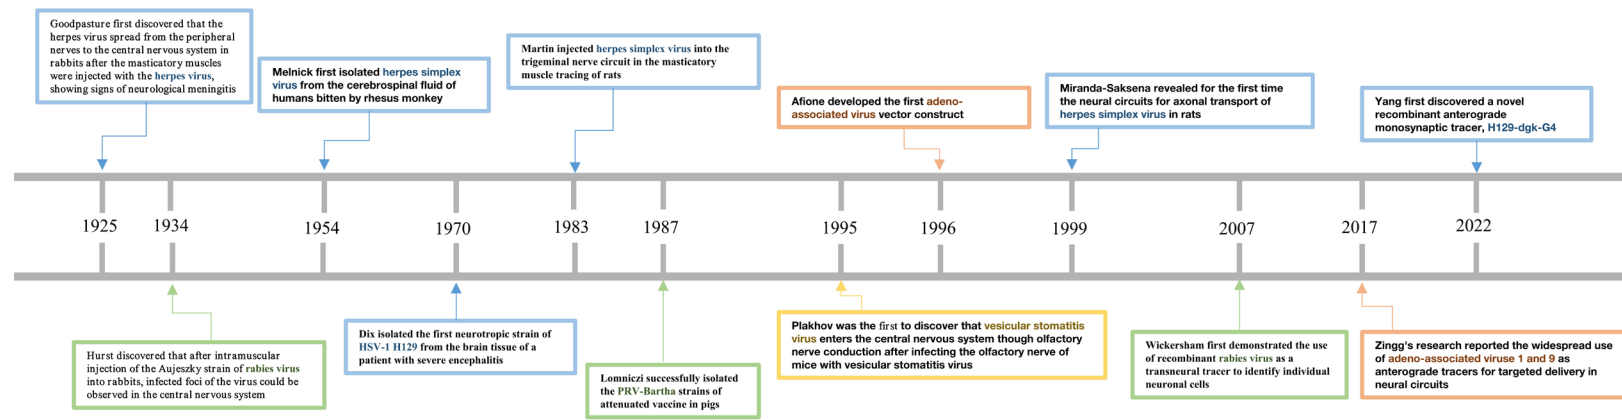 Goodpasture first discovered that the
herpes virus spread from the peripheral
nerves to the central nervous system in
rabbits after the masticatory muscles
were injected with the herpes virus,
showing signs of neurological meningitis
Melnick first isolated herpes simplex
virus from the cerebrospinal fluid of
humans bitten by rhesus monkey
Martin injected herpes simplex virus into the
trigeminal nerve circuit in the masticatory
muscle tracing of rats
Afione developed the first adeno-
associated virus vector construct
Miranda-Saksena revealed for the first time
the neural circuits for axonal transport of
herpes simplex virus in rats
Yang first discovered a novel
recombinant anterograde
monosynaptic tracer, H129-dgk-G4
1925
1934
1954
1970
1983
1987
1995
1996
1999
2007
2017
2022
Hurst discovered that after intramuscular
injection of the Aujeszky strain of rabies virus
into rabbits, infected foci of the virus could be
observed in the central nervous system
Dix isolated the first neurotropic strain of
HSV-1 H129 from the brain tissue of a
patient with severe encephalitis
Lomniczi successfully isolated
the PRV-Bartha strains of
attenuated vaccine in pigs
Plakhov was the first to discover that vesicular stomatitis
virus enters the central nervous system though olfactory
nerve conduction after infecting the olfactory nerve of
mice with vesicular stomatitis virus
Wickersham first demonstrated the use
of recombinant rabies virus as a
transneural tracer to identify individual
neuronal cells
Zingg's research reported the widespread use
of adeno-associated viruse 1 and 9 as
anterograde tracers for targeted delivery in
neural circuits